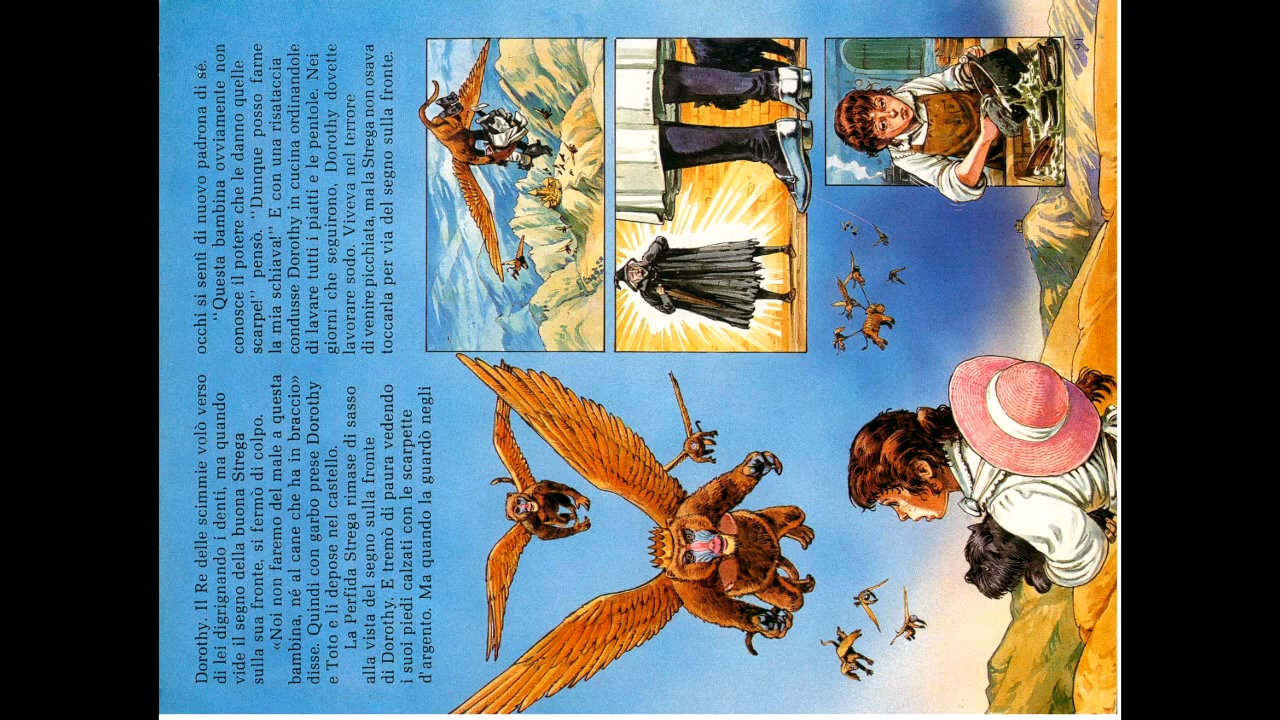 Dorothy. Il Re delle scimmie volò verso
di lei digrignando i denti, ma quando
vide il segno della buona Strega
sulla sua fronte, si fermò di colpo.
«Noi non faremo del male a questa
bambina, né al cane che ha in braccio»
disse. Quindi con garbo prese Dorothy
e Toto e li depose nel castello.
La Perfida Strega rimase di sasso
alla vista del segno sulla fronte
di Dorothy. E tremò di paura vedendo
i suoi piedi calzati con le scarpette
d'argento. Ma quando la guardò negli
occhi si sentì di nuovo padrona di sé.
"Questa bambina ovviamente non
conosce il potere che le danno quelle
scarpe!" pensò. "Dunque posso farne
la mia schiava!" E con una risataccia
condusse Dorothy in cucina ordinandole
di lavare tutti i piatti e le pentole. Nei
giorni che seguirono, Dorothy dovette
lavorare sodo. Viveva nel terrore
di venire picchiata, ma la Strega non osava
toccarla per via del segno sulla fronte.
91